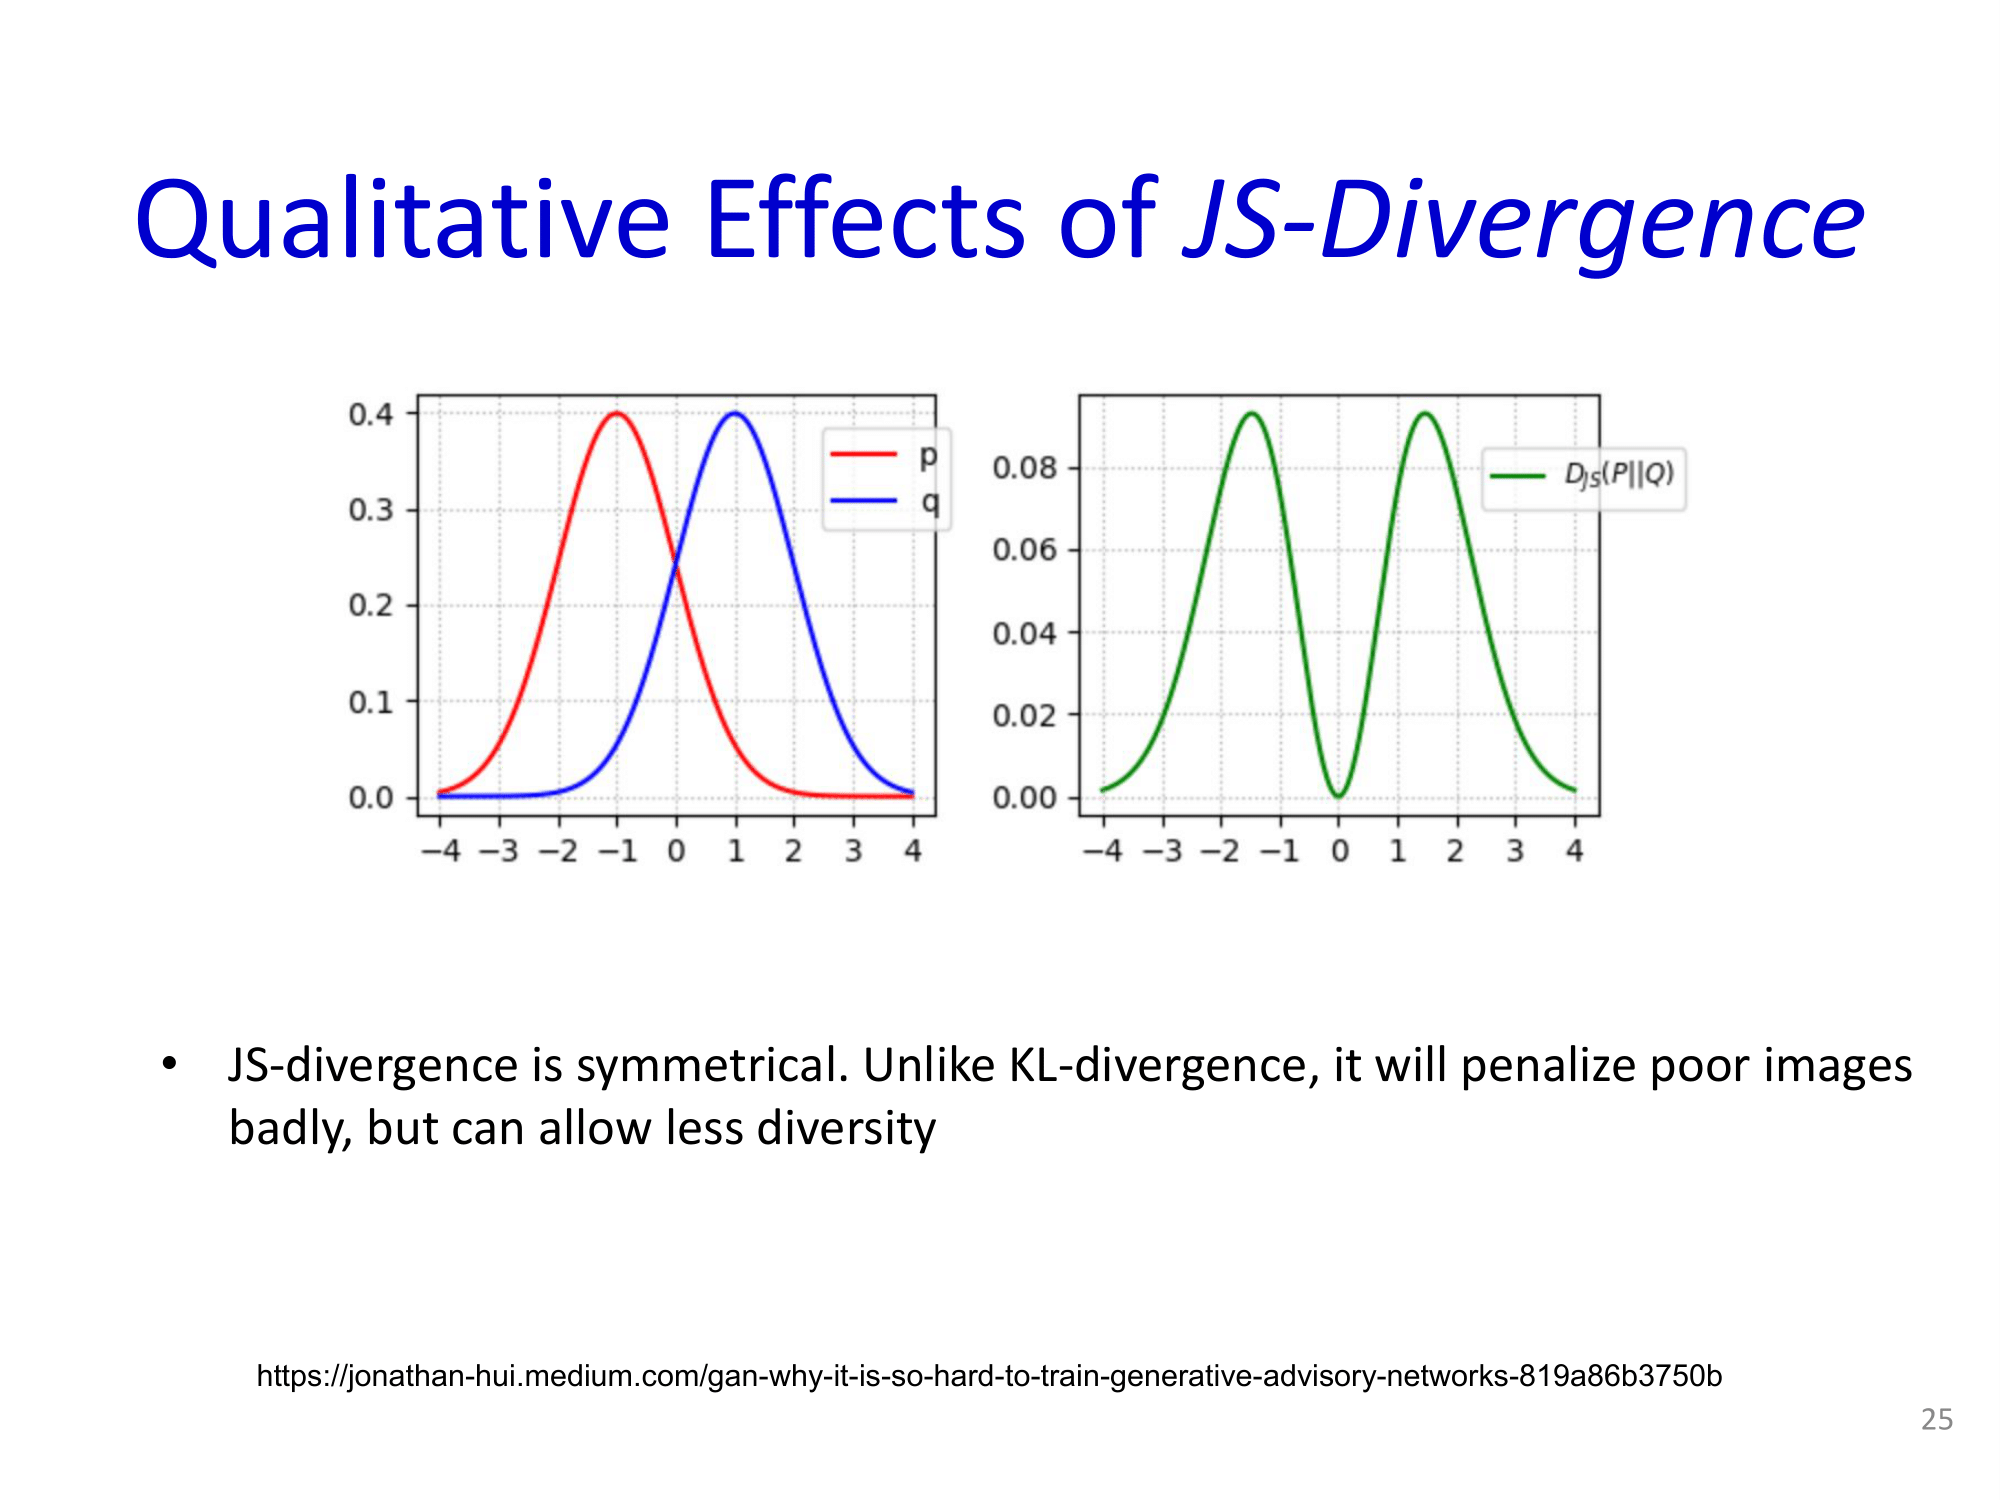 Qualitative Effects of JS-Divergence
0.4
0.3
0.2
0.1
0.0
−4 −3 −2 −1 0 1 2 3 4
p
q
0.08
0.06
0.04
0.02
0.00
−4 −3 −2 −1 0 1 2 3 4
D_JS(P||Q)
• JS-divergence is symmetrical. Unlike KL-divergence, it will penalize poor images
badly, but can allow less diversity
https://jonathan-hui.medium.com/gan-why-it-is-so-hard-to-train-generative-advisory-networks-819a86b3750b
25